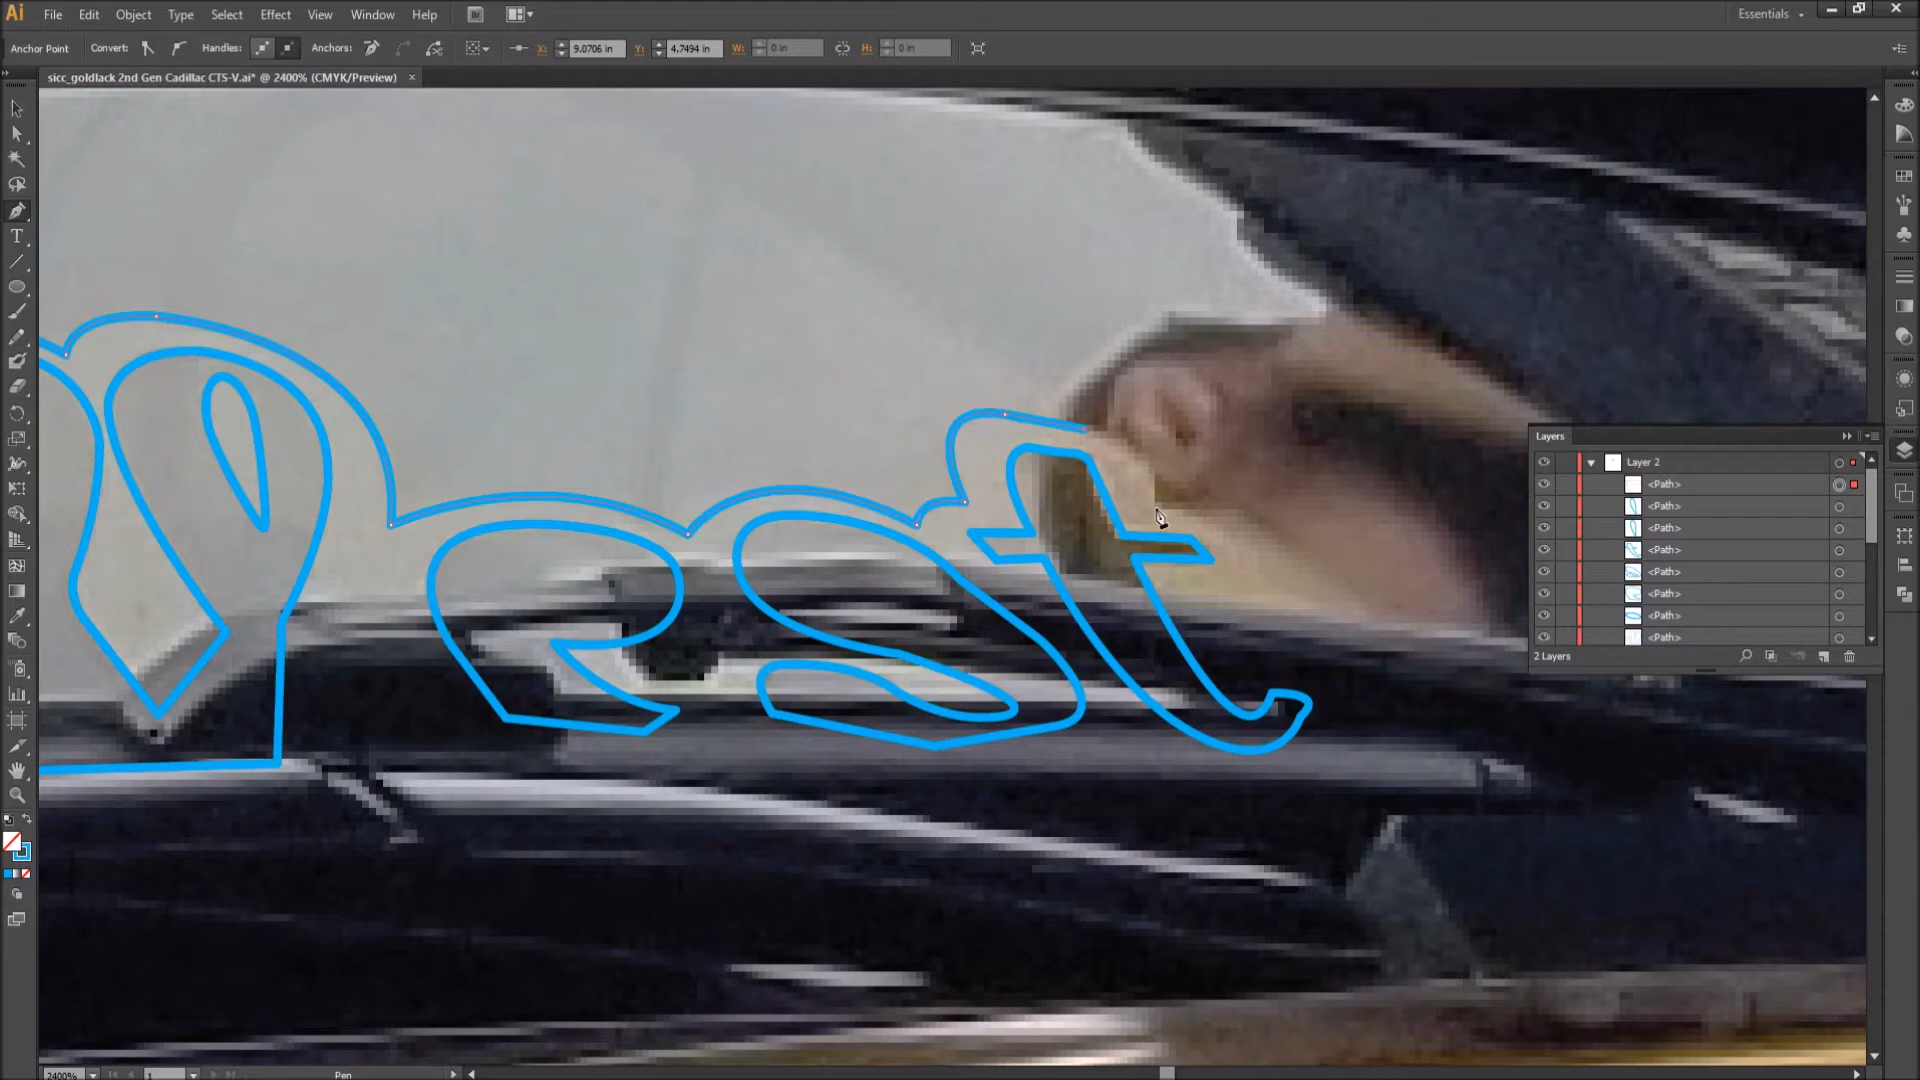 Ai File Edit Object Type Select Effect View Window Help Br Essentials
Anchor Point Convert: Handles: Anchors: X: 9.0706 in Y: 4.7494 in W: 0 in H: 0 in
sicc_goldlack 2nd Gen Cadillac CTS-V.ai* @ 2400% (CMYK/Preview) ×
Layers
Layer 2
<Path>
<Path>
<Path>
<Path>
<Path>
<Path>
<Path>
<Path>
2 Layers
2400% 1 Pen